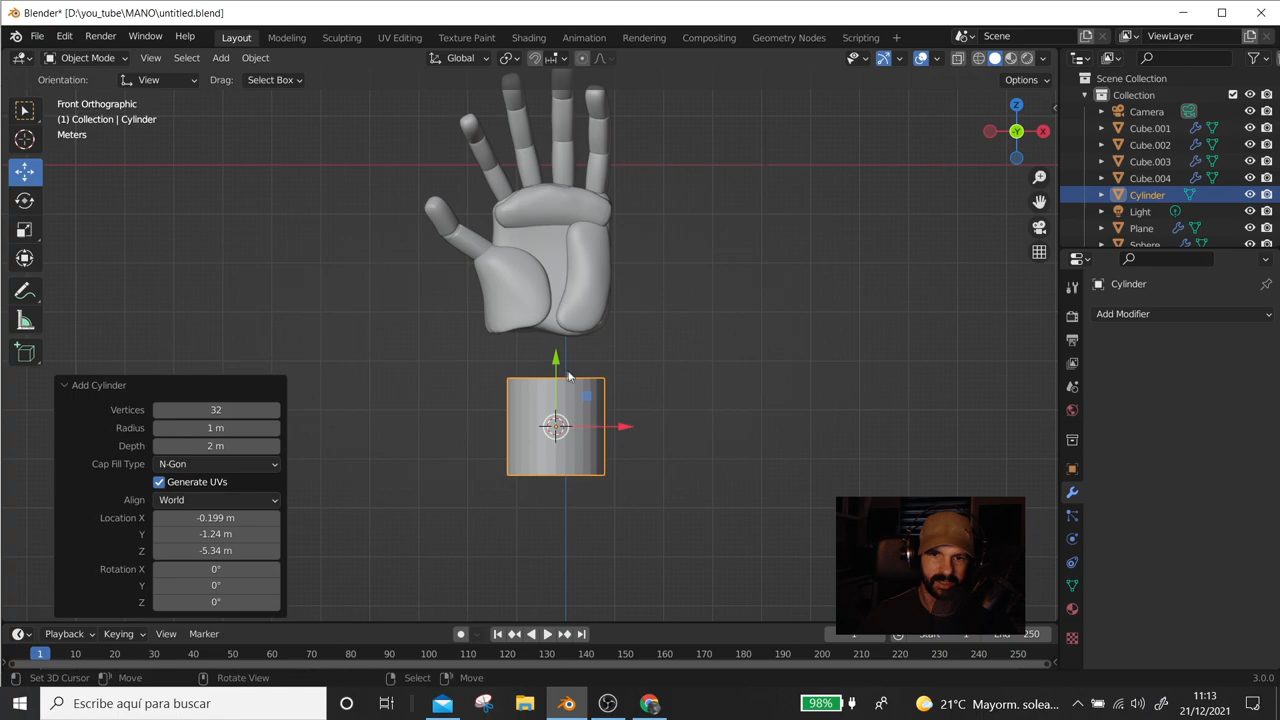 Blender* [D:\you_tube\MANO\untitled.blend]
File Edit Render Window Help Layout Modeling Sculpting UV Editing Texture Paint Shading Animation Rendering Compositing Geometry Nodes Scripting + Scene ViewLayer
Object Mode View Select Add Object Global Options
Orientation: View Drag: Select Box
Front Orthographic
(1) Collection | Cylinder
Meters
Z
X
-Y
Scene Collection
Collection
Camera
Cube.001
Cube.002
Cube.003
Cube.004
Cylinder
Light
Plane
Sphere
Cylinder
Add Modifier
Add Cylinder
Vertices 32
Radius 1 m
Depth 2 m
Cap Fill Type N-Gon
Generate UVs
Align World
Location X -0.199 m
Y -1.24 m
Z -5.34 m
Rotation X 0°
Y 0°
Z 0°
Playback Keying View Marker 1 Start 1 End 250
1 10 20 30 40 50 60 70 80 90 100 110 120 130 140 150 160 170 180 190 200 210 220 230 240 250
Set 3D Cursor Move Rotate View Select Move 3.0.0
Escribe aquí para buscar 98% 21°C Mayorm. solea... 11:13
21/12/2021